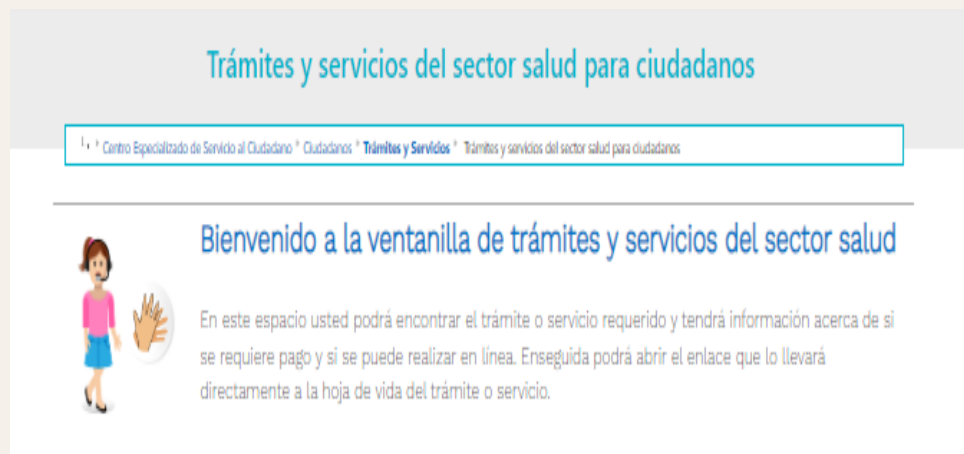 Trámites y servicios del sector salud para ciudadanos
Centro Especializado de Servicio al Ciudadano » Ciudadanos » Trámites y Servicios » Trámites y servicios del sector salud para ciudadanos
Bienvenido a la ventanilla de trámites y servicios del sector salud
En este espacio usted podrá encontrar el trámite o servicio requerido y tendrá información acerca de si
se requiere pago y si se puede realizar en línea. Enseguida podrá abrir el enlace que lo llevará
directamente a la hoja de vida del trámite o servicio.